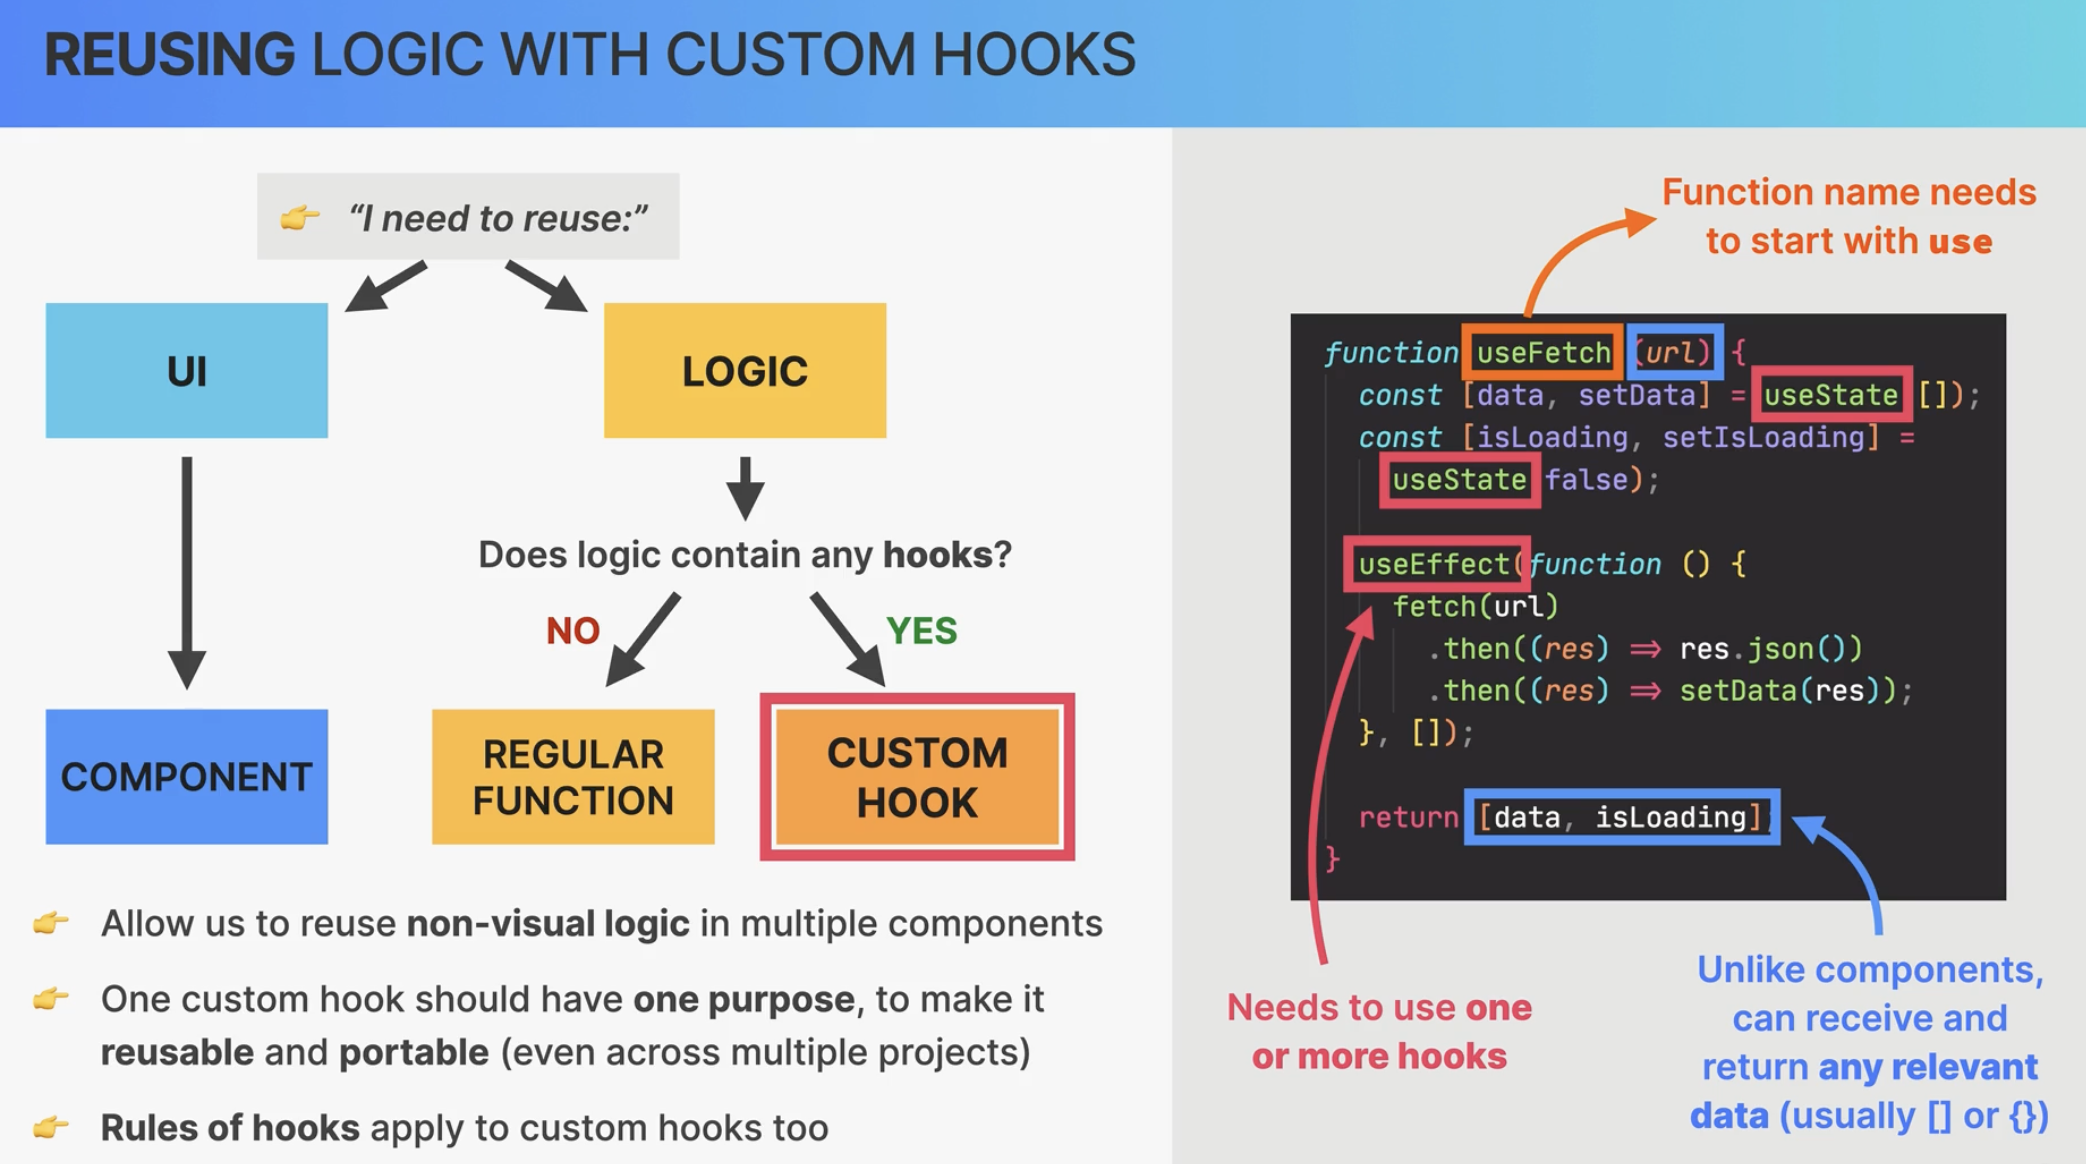 REUSING LOGIC WITH CUSTOM HOOKS
“I need to reuse:”
UI
LOGIC
Does logic contain any hooks?
NO
YES
COMPONENT
REGULAR
FUNCTION
CUSTOM
HOOK
Allow us to reuse non-visual logic in multiple components
One custom hook should have one purpose, to make it
reusable and portable (even across multiple projects)
Rules of hooks apply to custom hooks too
Function name needs
to start with use
function useFetch (url) {
const [data, setData] = useState []);
const [isLoading, setIsLoading] =
useState false);
useEffect(function () {
fetch(url)
.then((res) => res.json())
.then((res) => setData(res));
}, []);
return [data, isLoading]
}
Needs to use one
or more hooks
Unlike components,
can receive and
return any relevant
data (usually [] or {})